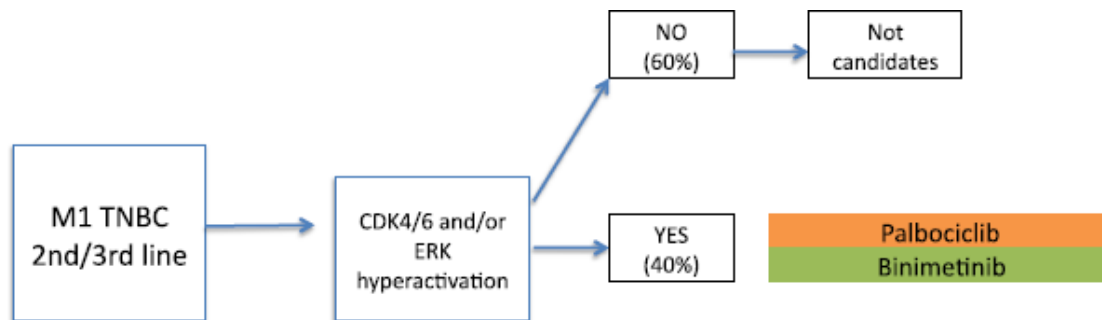 NO
(60%)
Not
candidates
M1 TNBC
2nd/3rd line
CDK4/6 and/or
ERK
hyperactivation
YES
(40%)
Palbociclib
Binimetinib